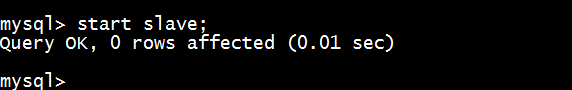 mysql> start slave;
Query OK, 0 rows affected (0.01 sec)
mysql>